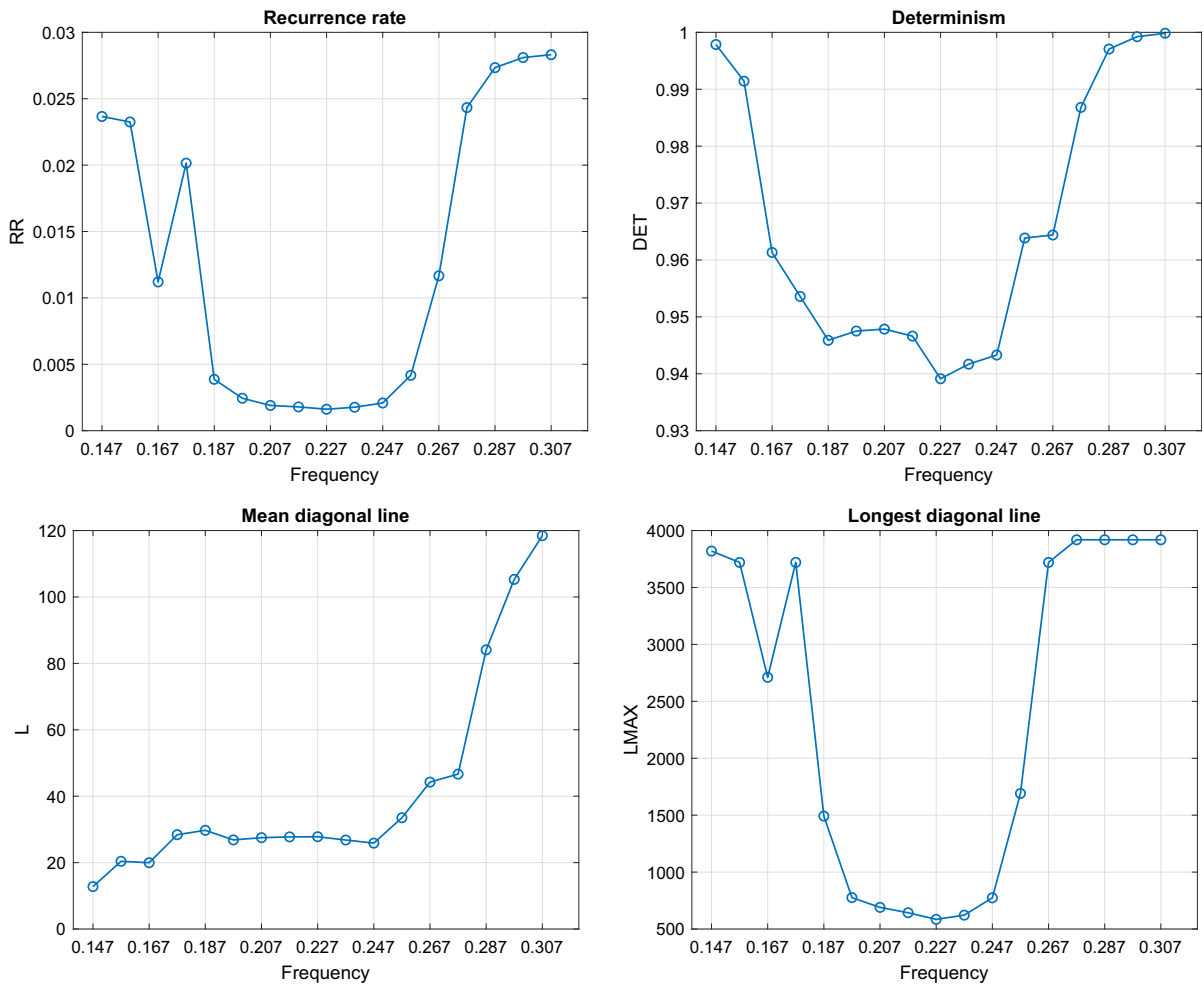 Recurrence rate
0.03
0.025
0.02
0.015
0.01
0.005
0
RR
0.147 0.167 0.187 0.207 0.227 0.247 0.267 0.287 0.307
Frequency
Determinism
1
0.99
0.98
0.97
0.96
0.95
0.94
0.93
DET
0.147 0.167 0.187 0.207 0.227 0.247 0.267 0.287 0.307
Frequency
Mean diagonal line
120
100
80
60
40
20
0
L
0.147 0.167 0.187 0.207 0.227 0.247 0.267 0.287 0.307
Frequency
Longest diagonal line
4000
3500
3000
2500
2000
1500
1000
500
LMAX
0.147 0.167 0.187 0.207 0.227 0.247 0.267 0.287 0.307
Frequency